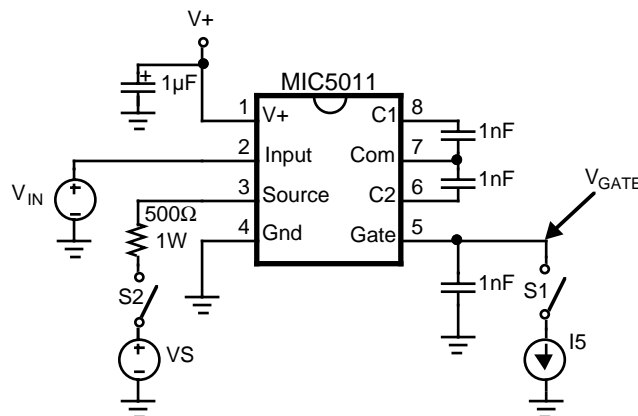 V+
+
1µF
MIC5011
1 V+ C1 8
1nF
2 Input Com 7
V_IN
+
−
1nF
3 Source C2 6
V_GATE
500Ω
1W
4 Gnd Gate 5
S2
1nF
S1
+
−
VS
I5